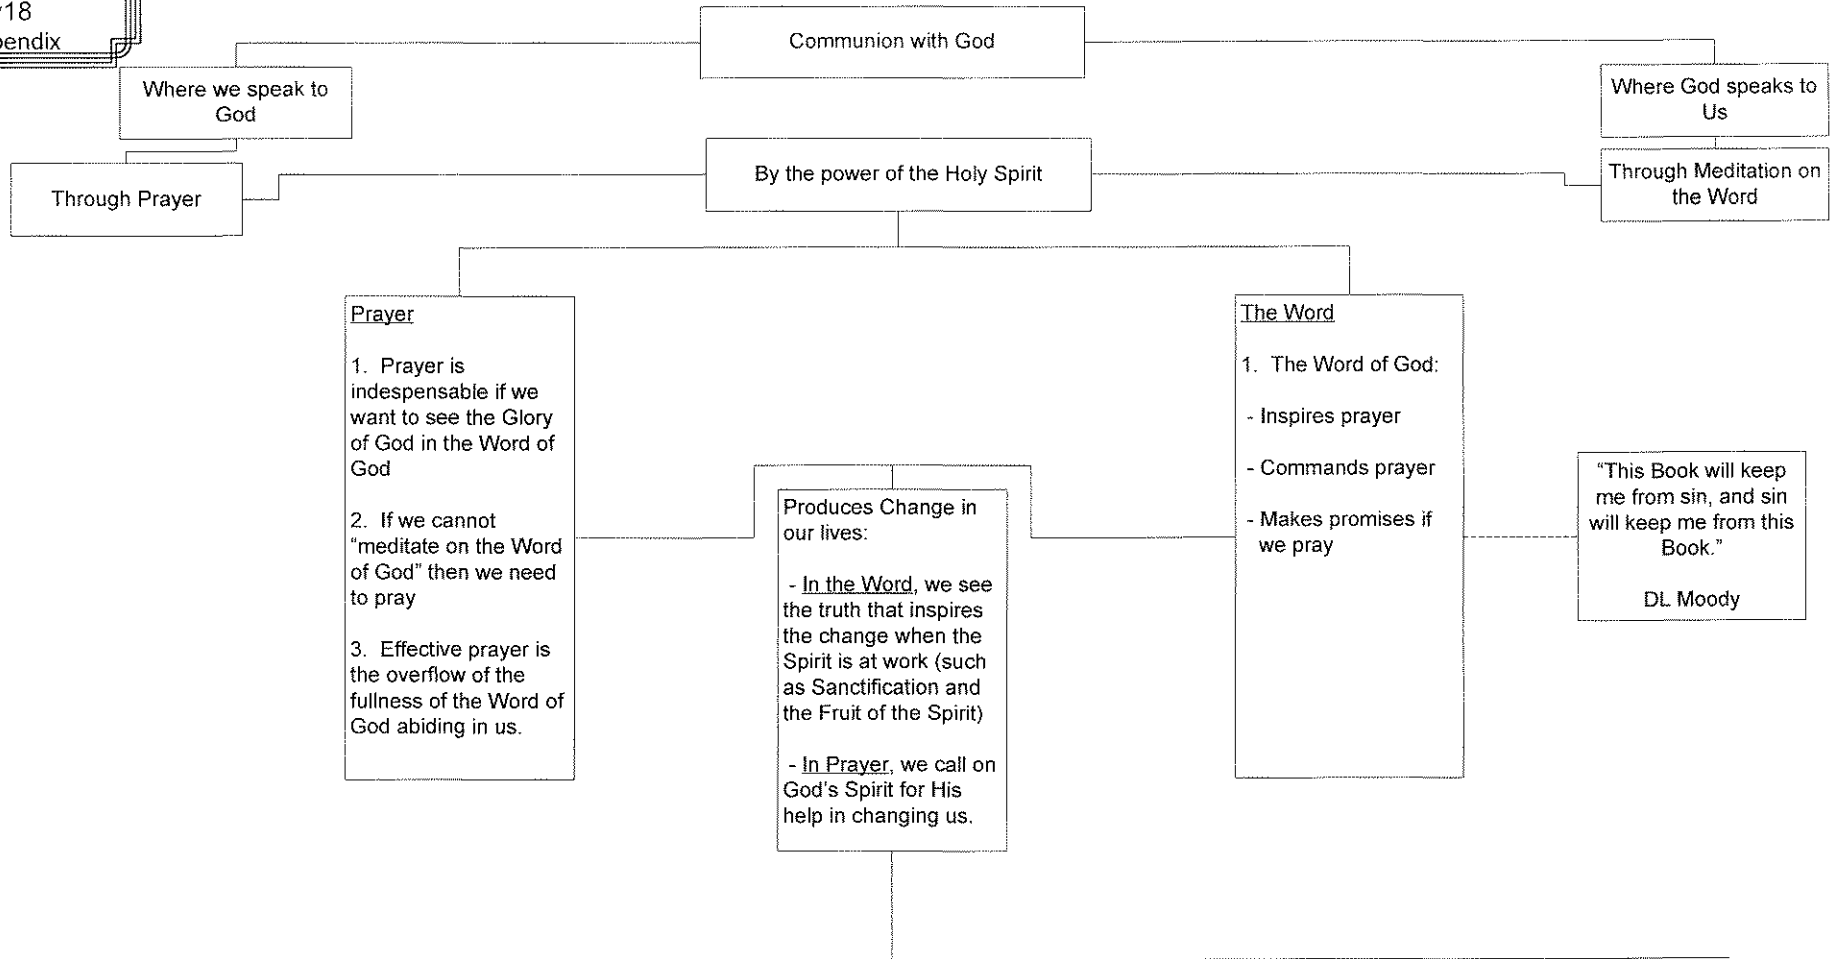 18
Communion with God
Where we speak to
God
Where God speaks to
Us
Through Prayer
By the power of the Holy Spirit
Through Meditation on
the Word
Prayer
1. Prayer is
indespensable if we
want to see the Glory
of God in the Word of
God
2. If we cannot
“meditate on the Word
of God” then we need
to pray
3. Effective prayer is
the overflow of the
fullness of the Word of
God abiding in us.
Produces Change in
our lives:
- In the Word, we see
the truth that inspires
the change when the
Spirit is at work (such
as Sanctification and
the Fruit of the Spirit)
- In Prayer, we call on
God's Spirit for His
help in changing us.
The Word
1. The Word of God:
- Inspires prayer
- Commands prayer
- Makes promises if
we pray
“This Book will keep
me from sin, and sin
will keep me from this
Book.”
DL Moody